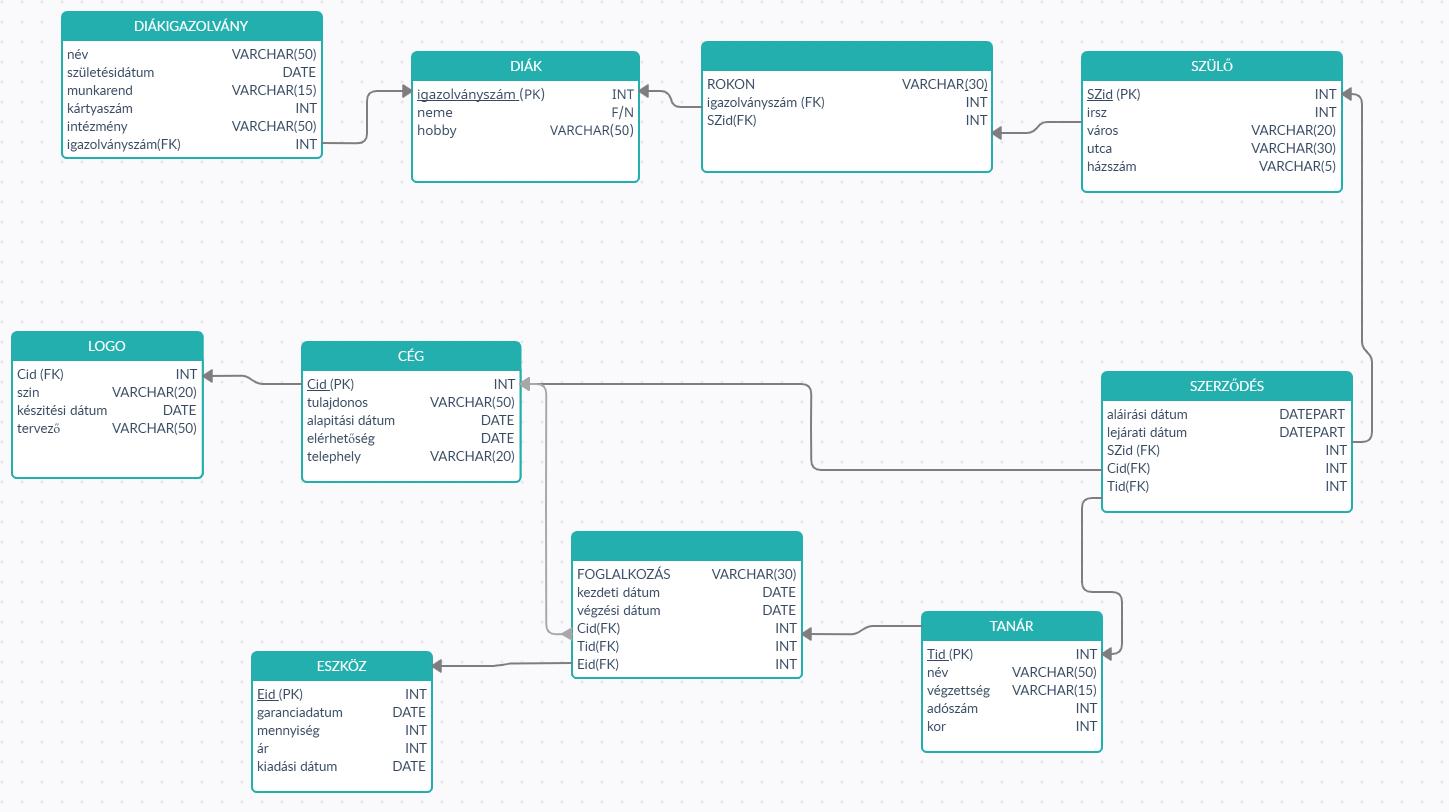 DIÁKIGAZOLVÁNY
név VARCHAR(50)
születésidátum DATE
munkarend VARCHAR(15)
kártyaszám INT
intézmény VARCHAR(50)
igazolványszám(FK) INT
DIÁK
igazolványszám (PK) INT
neme F/N
hobby VARCHAR(50)
ROKON VARCHAR(30)
igazolványszám (FK) INT
SZid(FK) INT
SZÜLŐ
SZid (PK) INT
irsz INT
város VARCHAR(20)
utca VARCHAR(30)
házszám VARCHAR(5)
LOGO
Cid (FK) INT
szin VARCHAR(20)
készitési dátum DATE
tervező VARCHAR(50)
CÉG
Cid (PK) INT
tulajdonos VARCHAR(50)
alapitási dátum DATE
elérhetőség DATE
telephely VARCHAR(20)
SZERZŐDÉS
aláirási dátum DATEPART
lejárati dátum DATEPART
SZid (FK) INT
Cid(FK) INT
Tid(FK) INT
FOGLALKOZÁS VARCHAR(30)
kezdeti dátum DATE
végzési dátum DATE
Cid(FK) INT
Tid(FK) INT
Eid(FK) INT
ESZKÖZ
Eid (PK) INT
garanciadatum DATE
mennyiség INT
ár INT
kiadási dátum DATE
TANÁR
Tid (PK) INT
név VARCHAR(50)
végzettség VARCHAR(15)
adószám INT
kor INT